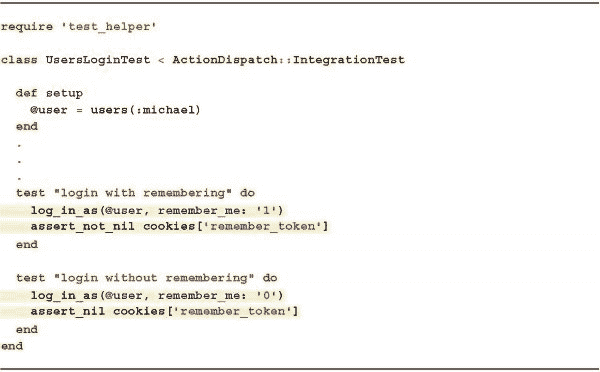 require 'test_helper'
class UsersLoginTest < ActionDispatch::IntegrationTest
def setup
@user = users(:michael)
end
.
.
.
test "login with remembering" do
log_in_as(@user, remember_me: '1')
assert_not_nil cookies['remember_token']
end
test "login without remembering" do
log_in_as(@user, remember_me: '0')
assert_nil cookies['remember_token']
end
end